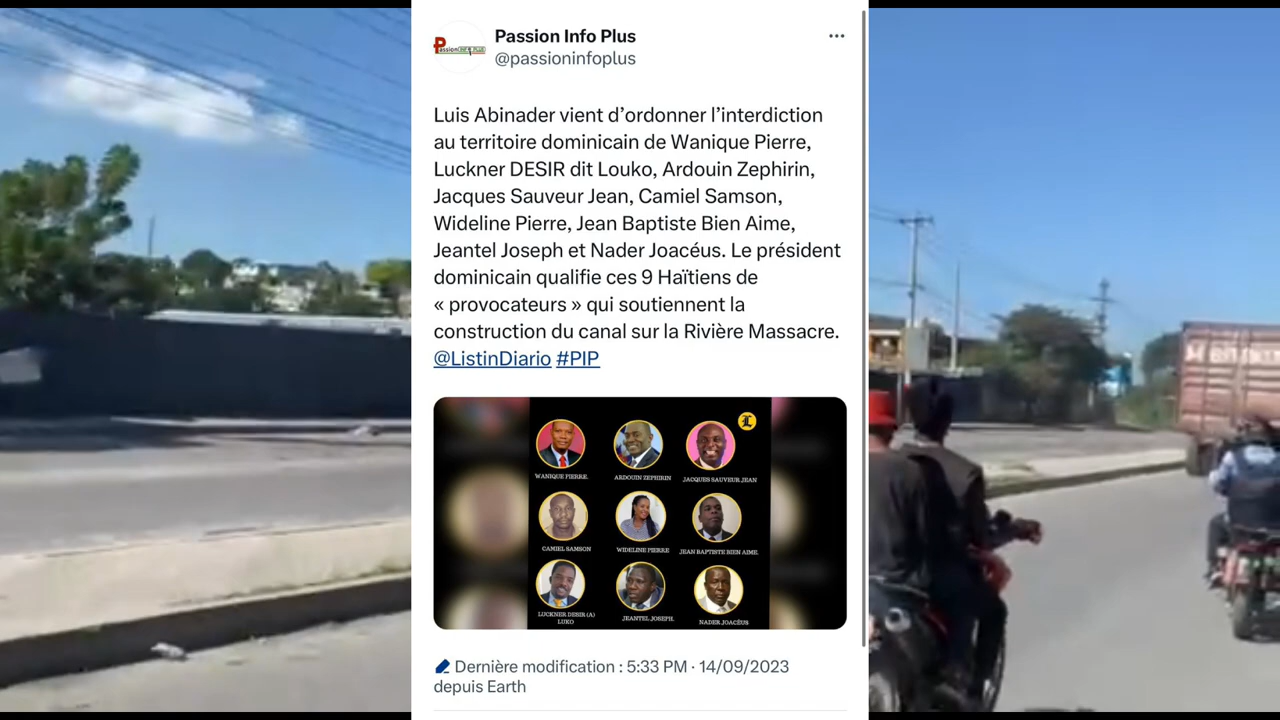 Passion Info Plus
@passioninfoplus
Luis Abinader vient d’ordonner l’interdiction
au territoire dominicain de Wanique Pierre,
Luckner DESIR dit Louko, Ardouin Zephirin,
Jacques Sauveur Jean, Camiel Samson,
Wideline Pierre, Jean Baptiste Bien Aime,
Jeantel Joseph et Nader Joacéus. Le président
dominicain qualifie ces 9 Haïtiens de
« provocateurs » qui soutiennent la
construction du canal sur la Rivière Massacre.
@ListinDiario #PIP
L
WANIQUE PIERRE.
ARDOUIN ZEPHIRIN
JACQUES SAUVEUR JEAN
CAMIEL SAMSON
WIDELINE PIERRE
JEAN BAPTISTE BIEN AIME.
LUCKNER DESIR (A)
LUKO
JEANTEL JOSEPH.
NADER JOACÉUS
Dernière modification : 5:33 PM · 14/09/2023
depuis Earth